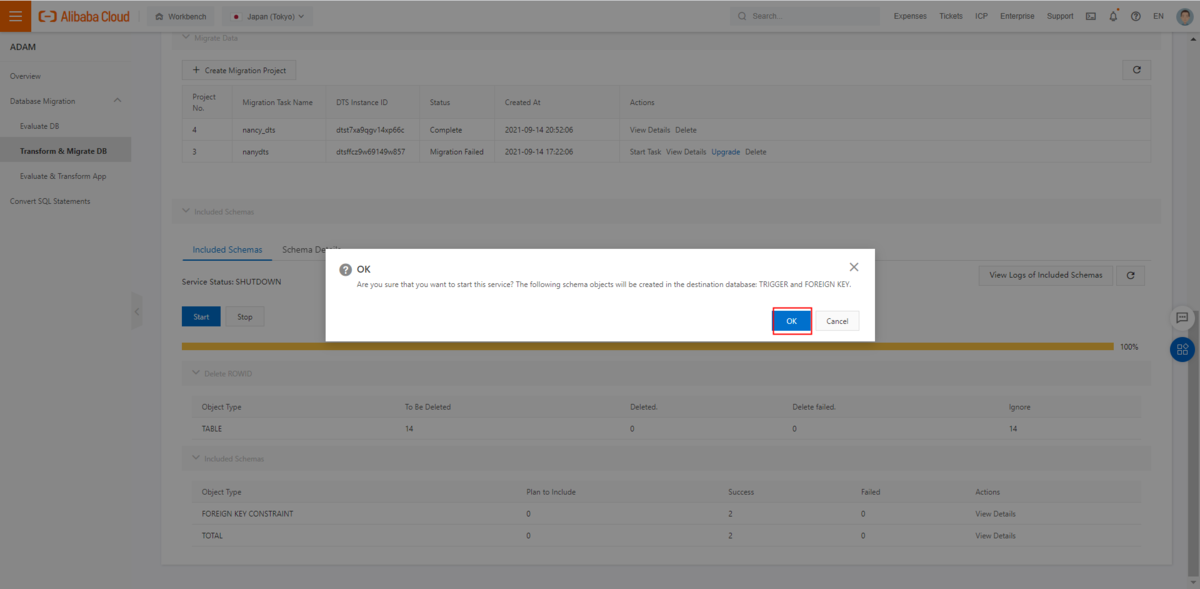 Alibaba Cloud
Workbench
Japan (Tokyo)
Search...
Expenses
Tickets
ICP
Enterprise
Support
EN
ADAM
Overview
Database Migration
Evaluate DB
Transform & Migrate DB
Evaluate & Transform App
Convert SQL Statements
Migrate Data
+ Create Migration Project
Project No. Migration Task Name DTS Instance ID Status Created At Actions
4 nancy_dts dtst7xa9qgv14xp66c Complete 2021-09-14 20:52:06 View Details Delete
3 nanydts dtsffcz9w69149w857 Migration Failed 2021-09-14 17:22:06 Start Task View Details Upgrade Delete
Included Schemas
Included Schemas Schema
Service Status: SHUTDOWN
View Logs of Included Schemas
OK
Are you sure that you want to start this service? The following schema objects will be created in the destination database: TRIGGER and FOREIGN KEY.
OK Cancel
Start Stop
100%
Delete ROWID
Object Type To Be Deleted Deleted. Delete failed. Ignore
TABLE 14 0 0 14
Included Schemas
Object Type Plan to Include Success Failed Actions
FOREIGN KEY CONSTRAINT 0 2 0 View Details
TOTAL 0 2 0 View Details